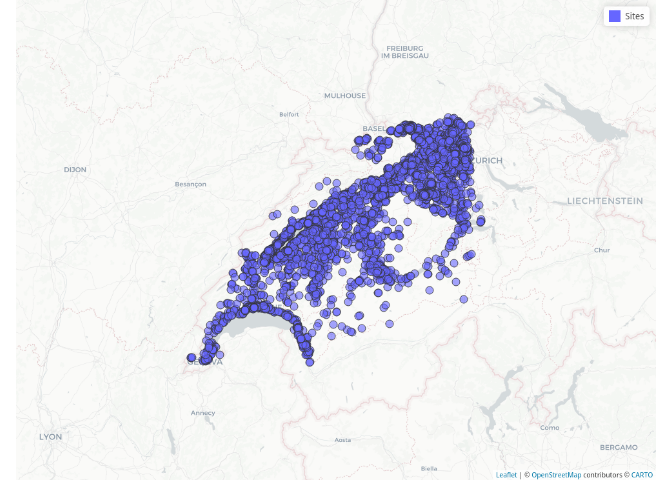 Sites
FREIBURG
IM BREISGAU
MULHOUSE
Belfort
BASEL
DIJON
URICH
Besançon
LIECHTENSTEIN
Chur
GENEVA
Annecy
Como
LYON
Aosta
BERGAMO
Biella
Leaflet | © OpenStreetMap contributors © CARTO